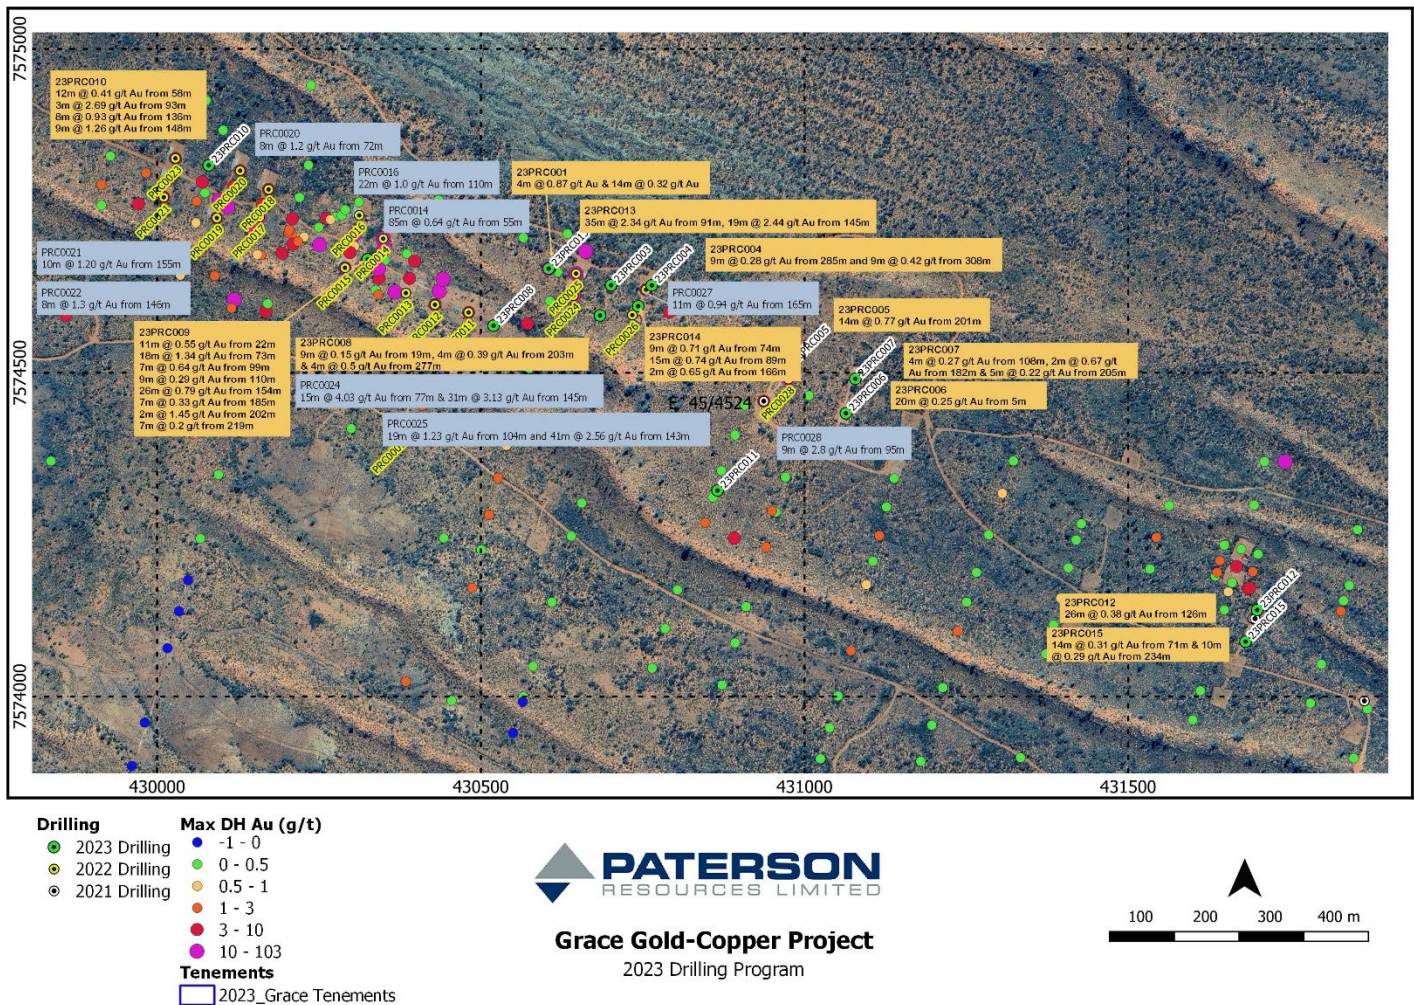 7575000
7574500
7574000
23PRC010
12m @ 0.41 g/t Au from 58m
3m @ 2.69 g/t Au from 93m
8m @ 0.93 g/t Au from 136m
9m @ 1.26 g/t Au from 148m
23PRC010
PRC0020
8m @ 1.2 g/t Au from 72m
PRC0016
22m @ 1.0 g/t Au from 110m
PRC0014
85m @ 0.64 g/t Au from 55m
23PRC001
4m @ 0.87 g/t Au & 14m @ 0.32 g/t Au
23PRC013
35m @ 2.34 g/t Au from 91m, 19m @ 2.44 g/t Au from 145m
23PRC004
9m @ 0.28 g/t Au from 285m and 9m @ 0.42 g/t Au from 308m
PRC0023
PRC0021
PRC0020
PRC0019
PRC0018
PRC0017
PRC0016
PRC0014
PRC0015
PRC0013
23PRC008
PRC0025
PRC0024
23PRC003
23PRC004
PRC0026
PRC0021
10m @ 1.20 g/t Au from 155m
PRC0022
8m @ 1.3 g/t Au from 146m
PRC0027
11m @ 0.94 g/t Au from 165m
23PRC005
14m @ 0.77 g/t Au from 201m
23PRC009
11m @ 0.55 g/t Au from 22m
18m @ 1.34 g/t Au from 73m
7m @ 0.64 g/t Au from 99m
9m @ 0.29 g/t Au from 110m
26m @ 0.79 g/t Au from 154m
7m @ 0.33 g/t Au from 185m
2m @ 1.45 g/t Au from 202m
7m @ 0.2 g/t from 219m
23PRC008
9m @ 0.15 g/t Au from 19m, 4m @ 0.39 g/t Au from 203m
& 4m @ 0.5 g/t Au from 277m
23PRC014
9m @ 0.71 g/t Au from 74m
15m @ 0.74 g/t Au from 89m
2m @ 0.65 g/t Au from 166m
23PRC007
4m @ 0.27 g/t Au from 108m, 2m @ 0.67 g/t
Au from 182m & 5m @ 0.22 g/t Au from 205m
23PRC007
23PRC006
23PRC006
20m @ 0.25 g/t Au from 5m
PRC0024
15m @ 4.03 g/t Au from 77m & 31m @ 3.13 g/t Au from 145m
PRC0025
19m @ 1.23 g/t Au from 104m and 41m @ 2.56 g/t Au from 143m
45/4524
PRC0028
PRC0028
9m @ 2.8 g/t Au from 95m
23PRC011
23PRC012
26m @ 0.38 g/t Au from 126m
23PRC012
23PRC015
14m @ 0.31 g/t Au from 71m & 10m
@ 0.29 g/t Au from 234m
23PRC015
430000
430500
431000
431500
Drilling
2023 Drilling
2022 Drilling
2021 Drilling
Max DH Au (g/t)
-1 - 0
0 - 0.5
0.5 - 1
1 - 3
3 - 10
10 - 103
Tenements
2023_Grace Tenements
PATERSON
RESOURCES LIMITED
Grace Gold-Copper Project
2023 Drilling Program
100 200 300 400 m